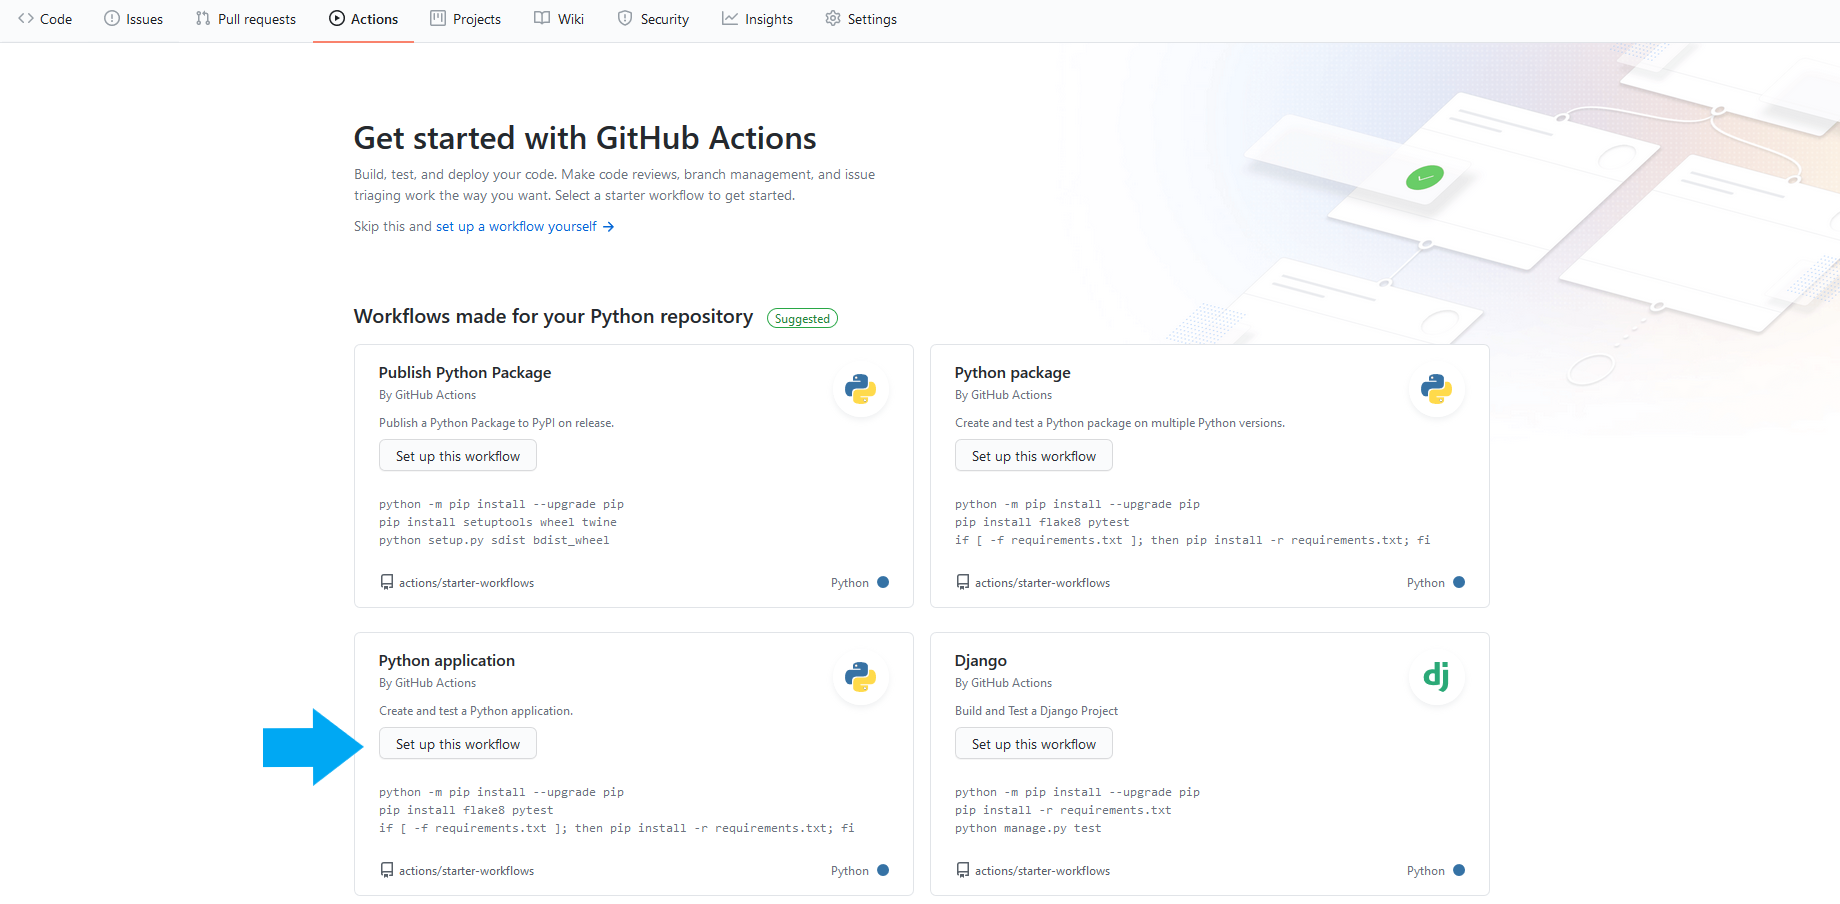 Code Issues Pull requests Actions Projects Wiki Security Insights Settings
Get started with GitHub Actions
Build, test, and deploy your code. Make code reviews, branch management, and issue
triaging work the way you want. Select a starter workflow to get started.
Skip this and set up a workflow yourself →
Workflows made for your Python repository Suggested
Publish Python Package
By GitHub Actions
Publish a Python Package to PyPI on release.
Set up this workflow
python -m pip install --upgrade pip
pip install setuptools wheel twine
python setup.py sdist bdist_wheel
actions/starter-workflows Python
Python package
By GitHub Actions
Create and test a Python package on multiple Python versions.
Set up this workflow
python -m pip install --upgrade pip
pip install flake8 pytest
if [ -f requirements.txt ]; then pip install -r requirements.txt; fi
actions/starter-workflows Python
Python application
By GitHub Actions
Create and test a Python application.
Set up this workflow
python -m pip install --upgrade pip
pip install flake8 pytest
if [ -f requirements.txt ]; then pip install -r requirements.txt; fi
actions/starter-workflows Python
Django
By GitHub Actions
Build and Test a Django Project
dj
Set up this workflow
python -m pip install --upgrade pip
pip install -r requirements.txt
python manage.py test
actions/starter-workflows Python